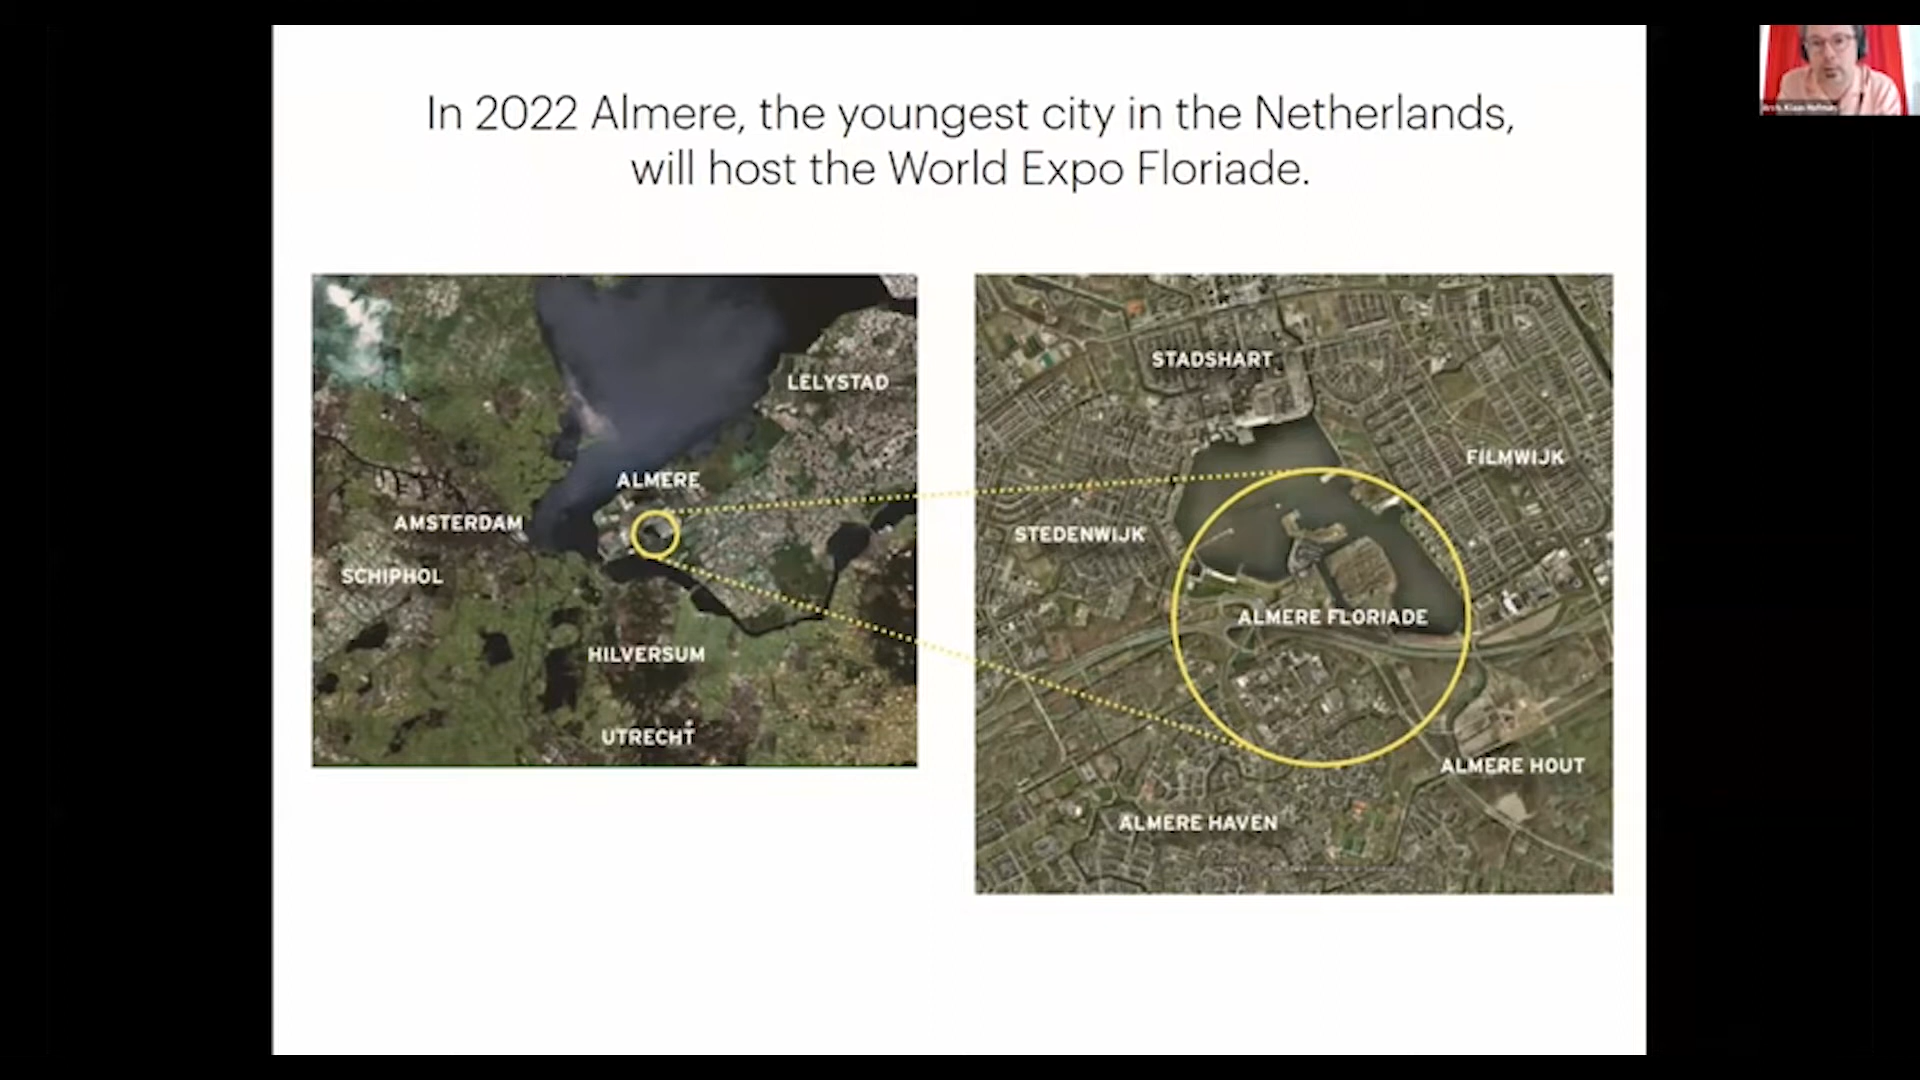 In 2022 Almere, the youngest city in the Netherlands,
will host the World Expo Floriade.
LELYSTAD
ALMERE
AMSTERDAM
SCHIPHOL
HILVERSUM
UTRECHT
STADSHART
FILMWIJK
STEDENWIJK
ALMERE FLORIADE
ALMERE HOUT
ALMERE HAVEN